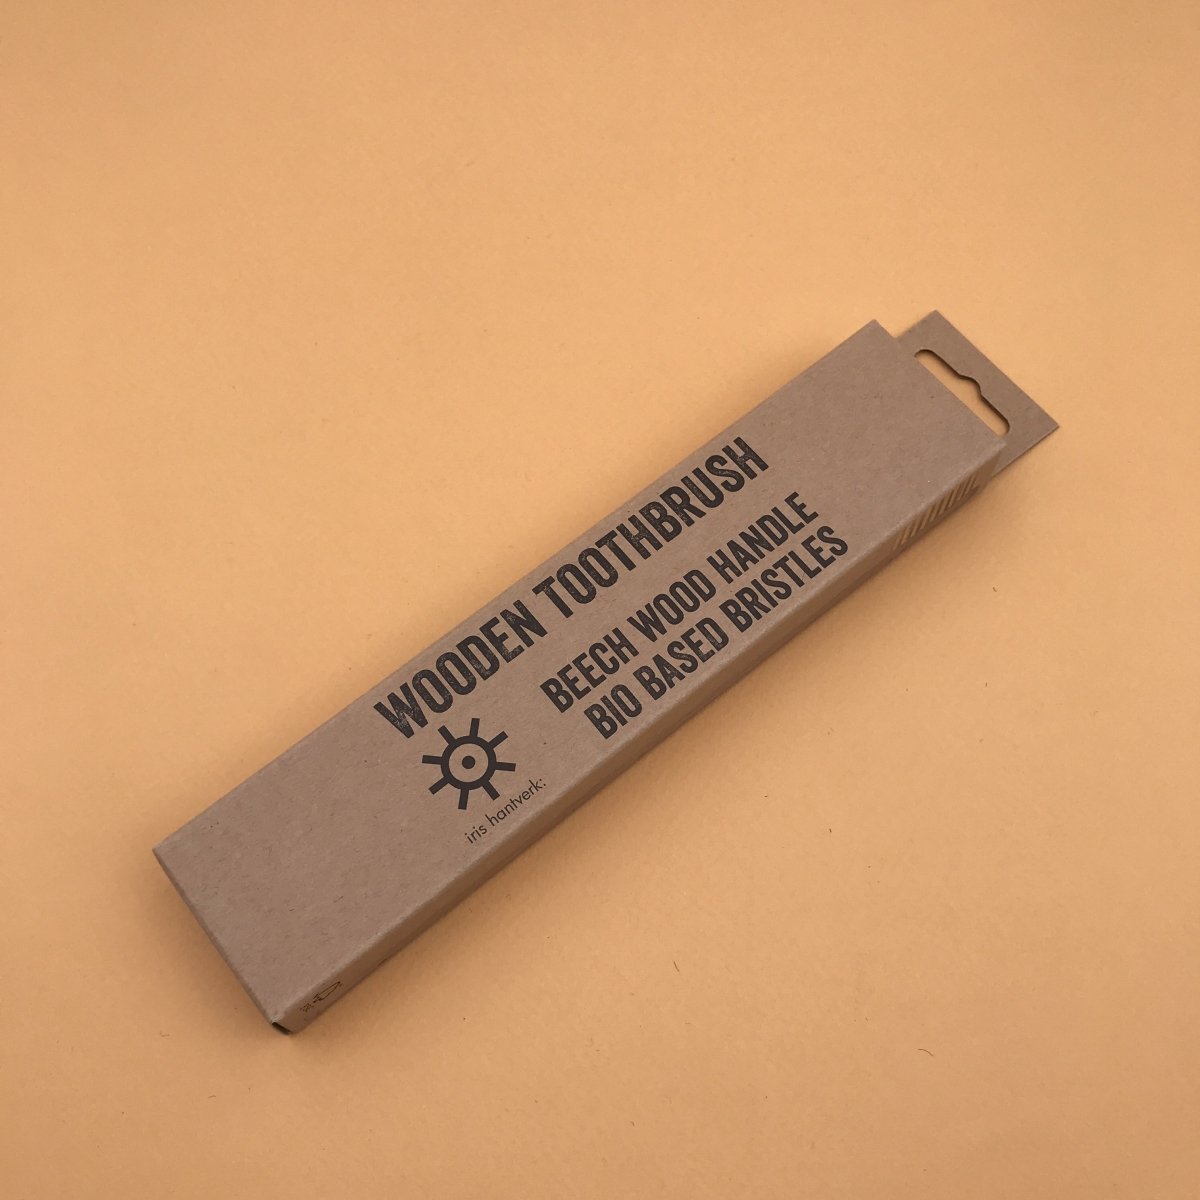 WOODEN TOOTHBRUSH
BEECH WOOD HANDLE
BIO BASED BRISTLES
iris hantverk: